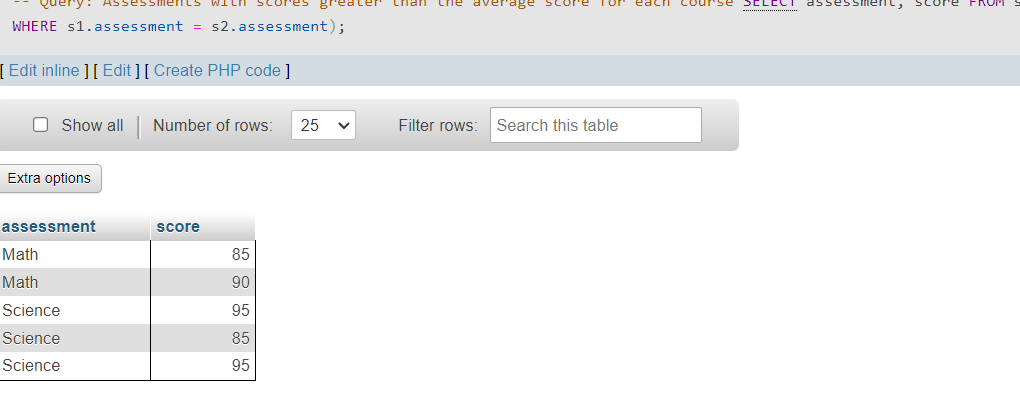 -- Query: Assessments with scores greater than the average score for each course SELECT assessment, score FROM
WHERE s1.assessment = s2.assessment);
[ Edit inline ] [ Edit ] [ Create PHP code ]
Show all Number of rows: 25 Filter rows: Search this table
Extra options
assessment score
Math 85
Math 90
Science 95
Science 85
Science 95